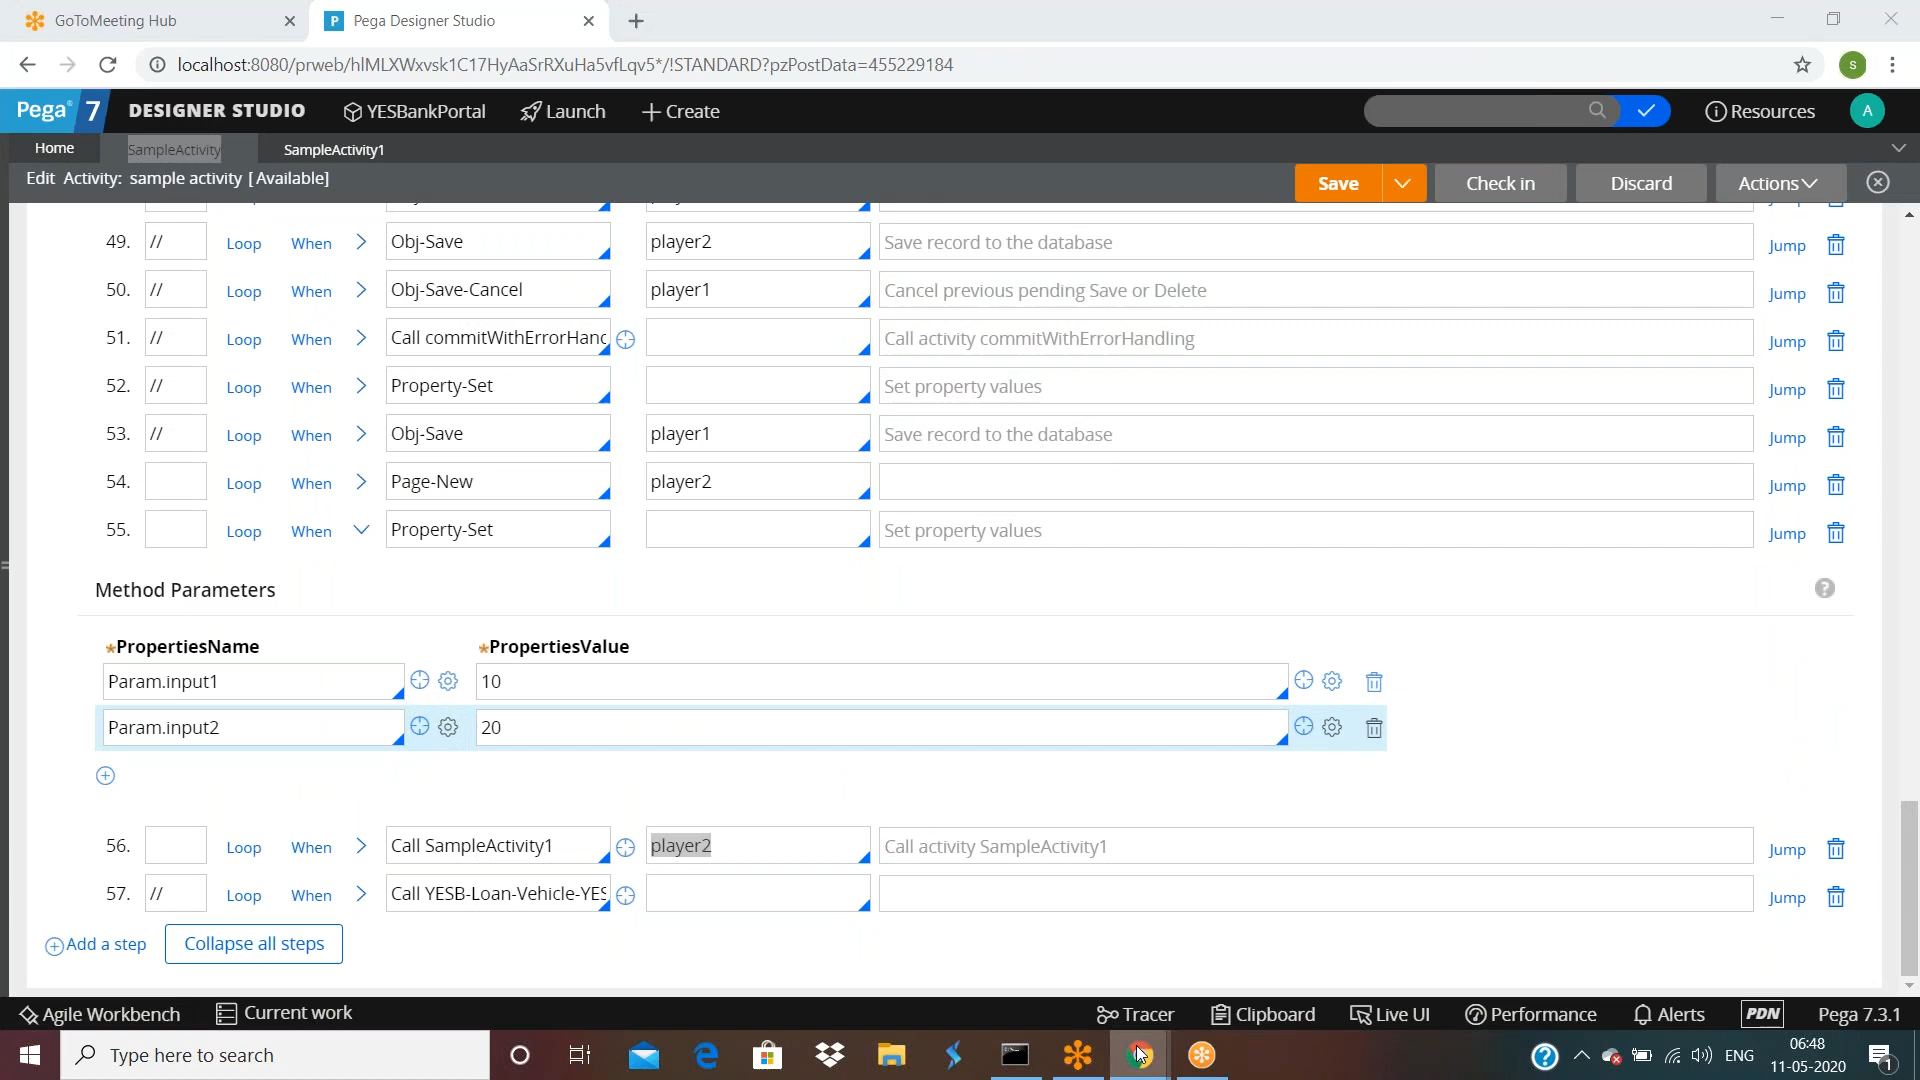 GoToMeeting Hub
Pega Designer Studio
localhost:8080/prweb/hlMLXWxvsk1C17HyAaSrRXuHa5vfLqv5*/!STANDARD?pzPostData=455229184
S
Pega 7 DESIGNER STUDIO YESBankPortal Launch Create Resources A
Home SampleActivity SampleActivity1
Edit Activity: sample activity [Available] Save Check in Discard Actions
49. // Loop When Obj-Save player2 Save record to the database Jump
50. // Loop When Obj-Save-Cancel player1 Cancel previous pending Save or Delete Jump
51. // Loop When Call commitWithErrorHand Call activity commitWithErrorHandling Jump
52. // Loop When Property-Set Set property values Jump
53. // Loop When Obj-Save player1 Save record to the database Jump
54. Loop When Page-New player2 Jump
55. Loop When Property-Set Set property values Jump
Method Parameters ?
*PropertiesName *PropertiesValue
Param.input1 10
Param.input2 20
56. Loop When Call SampleActivity1 player2 Call activity SampleActivity1 Jump
57. // Loop When Call YESB-Loan-Vehicle-YES Jump
Add a step Collapse all steps
Agile Workbench Current work Tracer Clipboard Live UI Performance Alerts PDN Pega 7.3.1
Type here to search ENG 06:48
11-05-2020
1